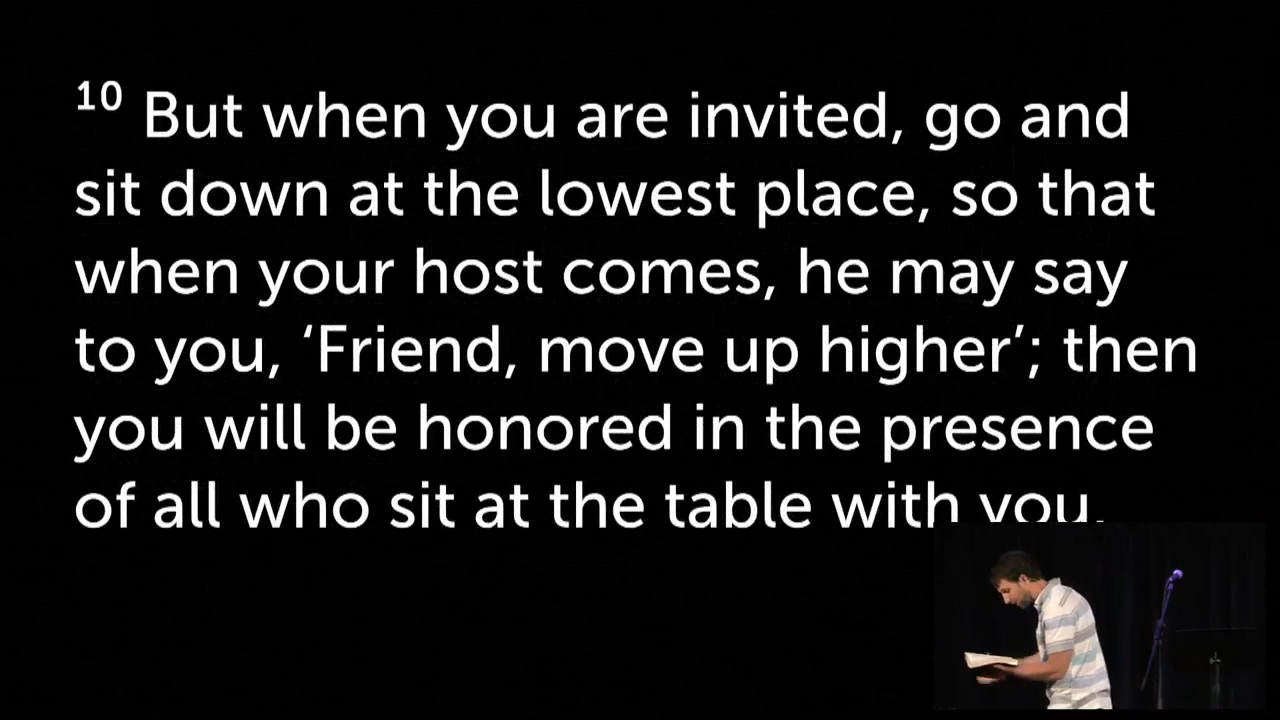 10 But when you are invited, go and
sit down at the lowest place, so that
when your host comes, he may say
to you, ‘Friend, move up higher’; then
you will be honored in the presence
of all who sit at the table with you.